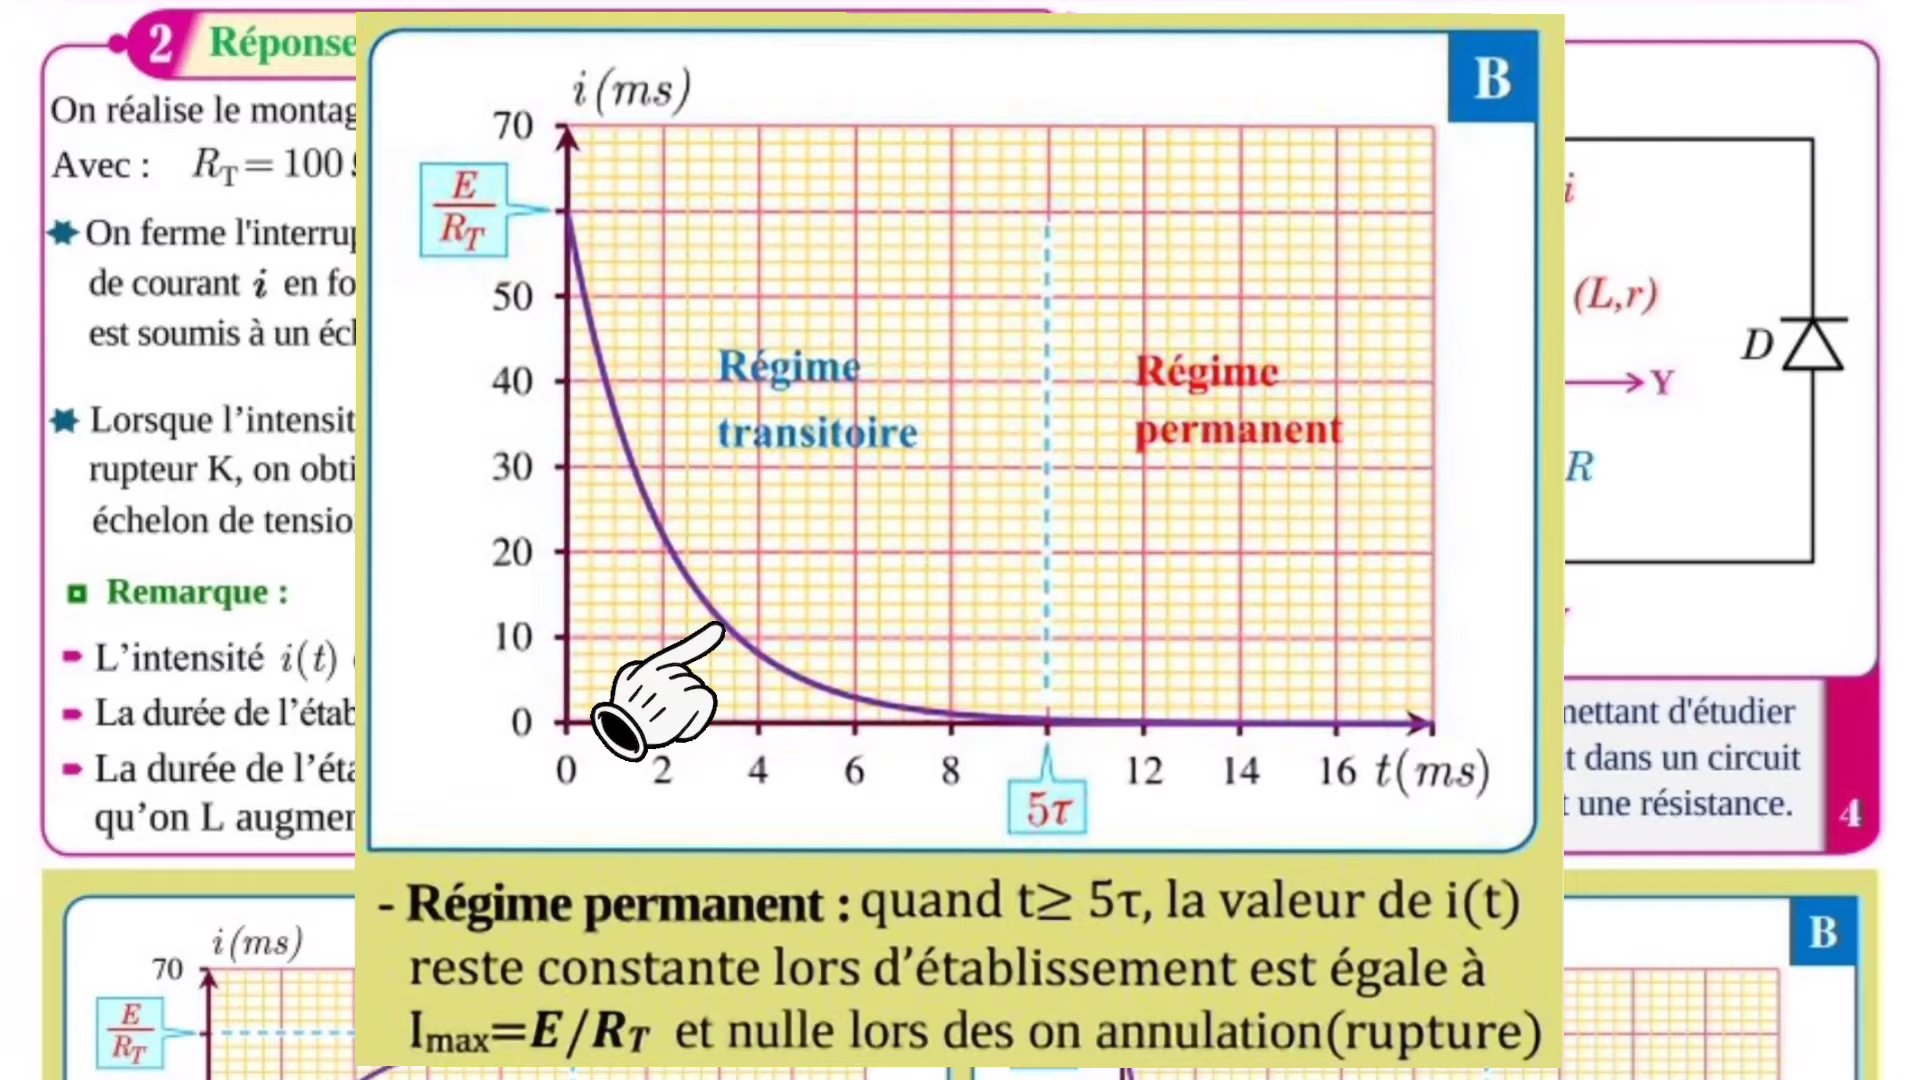 2 Réponse
On réalise le montag
Avec : R_T = 100
On ferme l'interrup
de courant i en fo
est soumis à un éch
Lorsque l’intensit
rupteur K, on obti
échelon de tensio
Remarque :
L’intensité i(t)
La durée de l’étab
La durée de l’éta
qu’on L augmen
B
i (ms)
70
E
R_T
50
40
30
20
10
0
Régime
transitoire
Régime
permanent
0 2 4 6 8 12 14 16 t(ms)
5τ
- Régime permanent : quand t≥ 5τ, la valeur de i(t)
reste constante lors d’établissement est égale à
Imax=E/R_T et nulle lors des on annulation(rupture)
i
(L,r)
D
Y
R
mettant d'étudier
t dans un circuit
t une résistance.
4
i (ms)
70
E
R_T
B